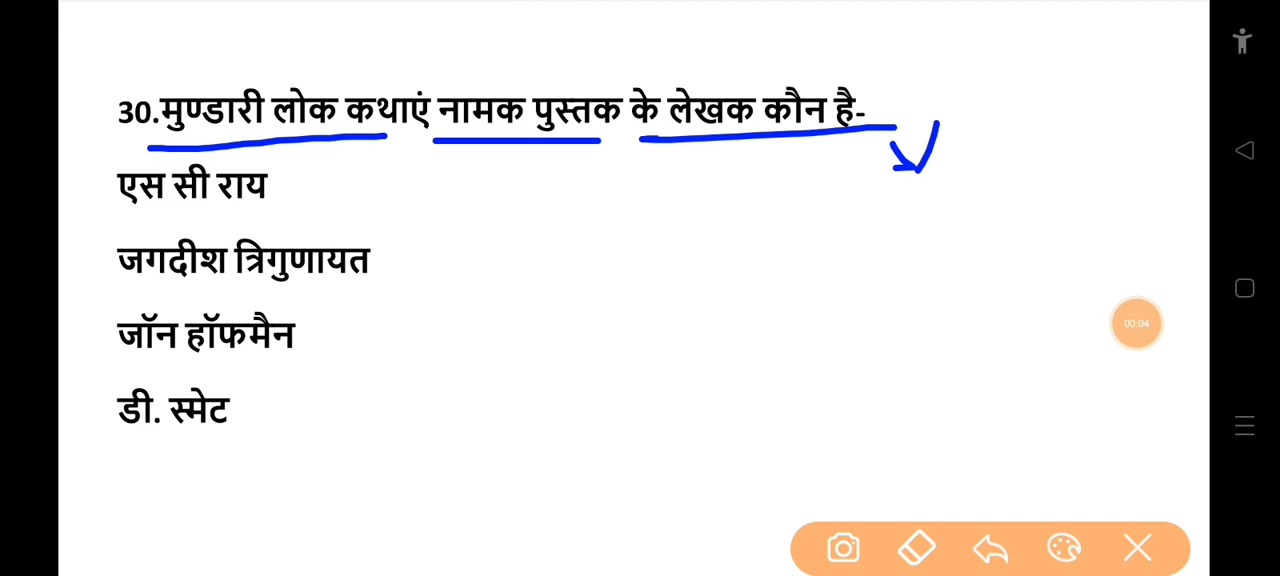 30.मुण्डारी लोक कथाएं नामक पुस्तक के लेखक कौन है-
एस सी राय
जगदीश त्रिगुणायत
जॉन हॉफमैन
डी. स्मेट
00:04